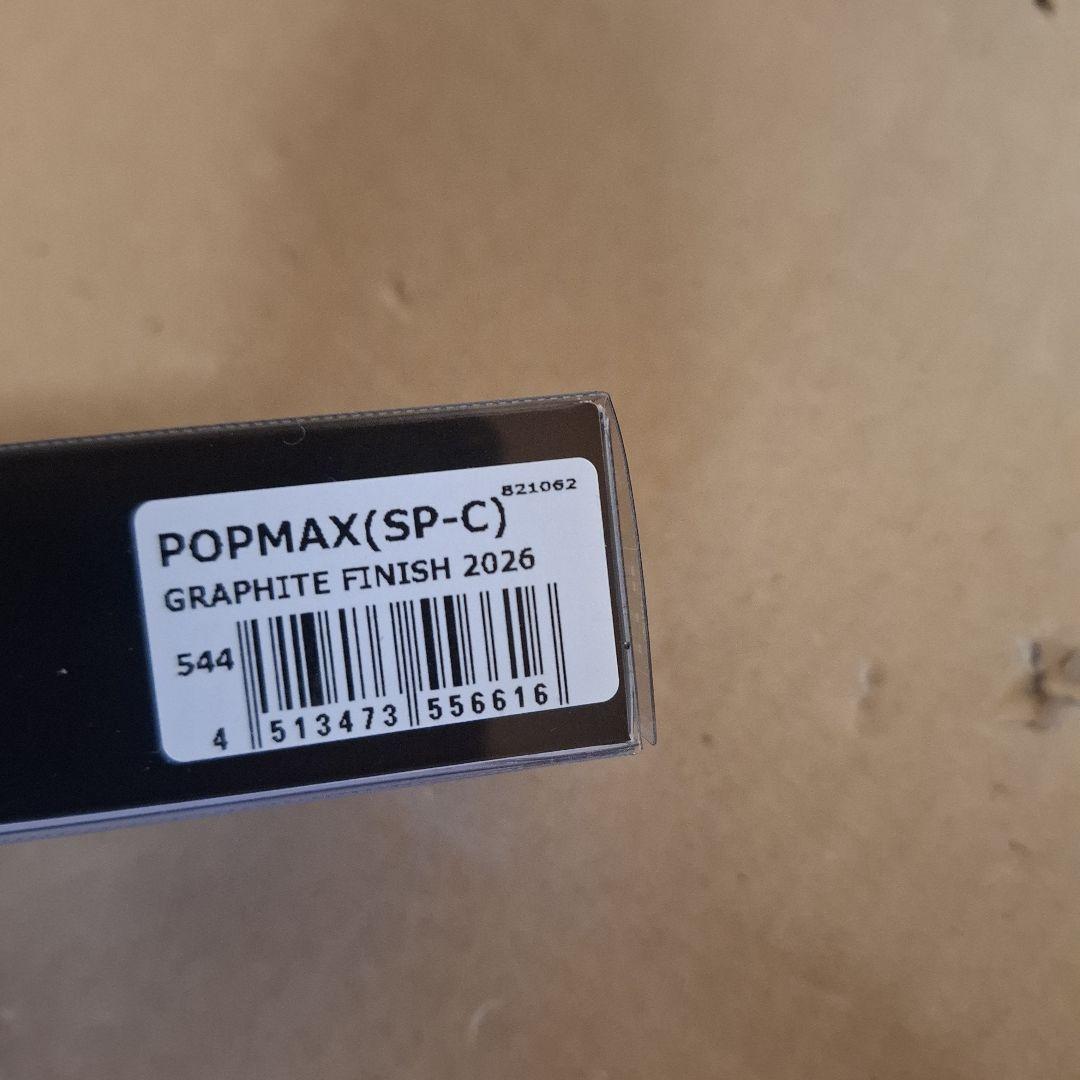 821062
POPMAX(SP-C)
GRAPHITE FINISH 2026
544
4 513473 556616